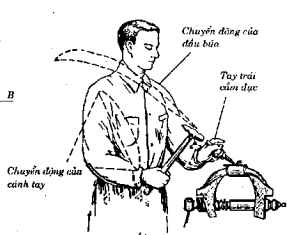 Chuyển động của
đầu búa
Tay trái
cầm đục
B
Chuyển động của
cánh tay